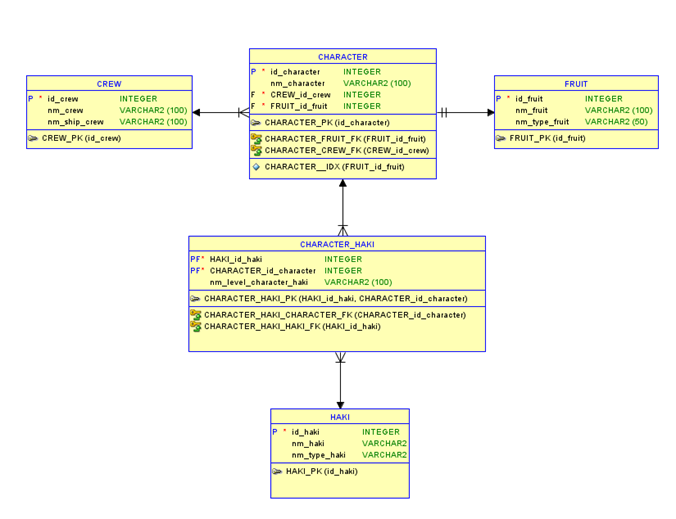 CHARACTER
P * id_character INTEGER
nm_character VARCHAR2 (100)
F * CREW_id_crew INTEGER
F * FRUIT_id_fruit INTEGER
CHARACTER_PK (id_character)
CHARACTER_FRUIT_FK (FRUIT_id_fruit)
CHARACTER_CREW_FK (CREW_id_crew)
CHARACTER__IDX (FRUIT_id_fruit)
CREW
P * id_crew INTEGER
nm_crew VARCHAR2 (100)
nm_ship_crew VARCHAR2 (100)
CREW_PK (id_crew)
FRUIT
P * id_fruit INTEGER
nm_fruit VARCHAR2 (100)
nm_type_fruit VARCHAR2 (50)
FRUIT_PK (id_fruit)
CHARACTER_HAKI
PF* HAKI_id_haki INTEGER
PF* CHARACTER_id_character INTEGER
nm_level_character_haki VARCHAR2 (100)
CHARACTER_HAKI_PK (HAKI_id_haki, CHARACTER_id_character)
CHARACTER_HAKI_CHARACTER_FK (CHARACTER_id_character)
CHARACTER_HAKI_HAKI_FK (HAKI_id_haki)
HAKI
P * id_haki INTEGER
nm_haki VARCHAR2
nm_type_haki VARCHAR2
HAKI_PK (id_haki)